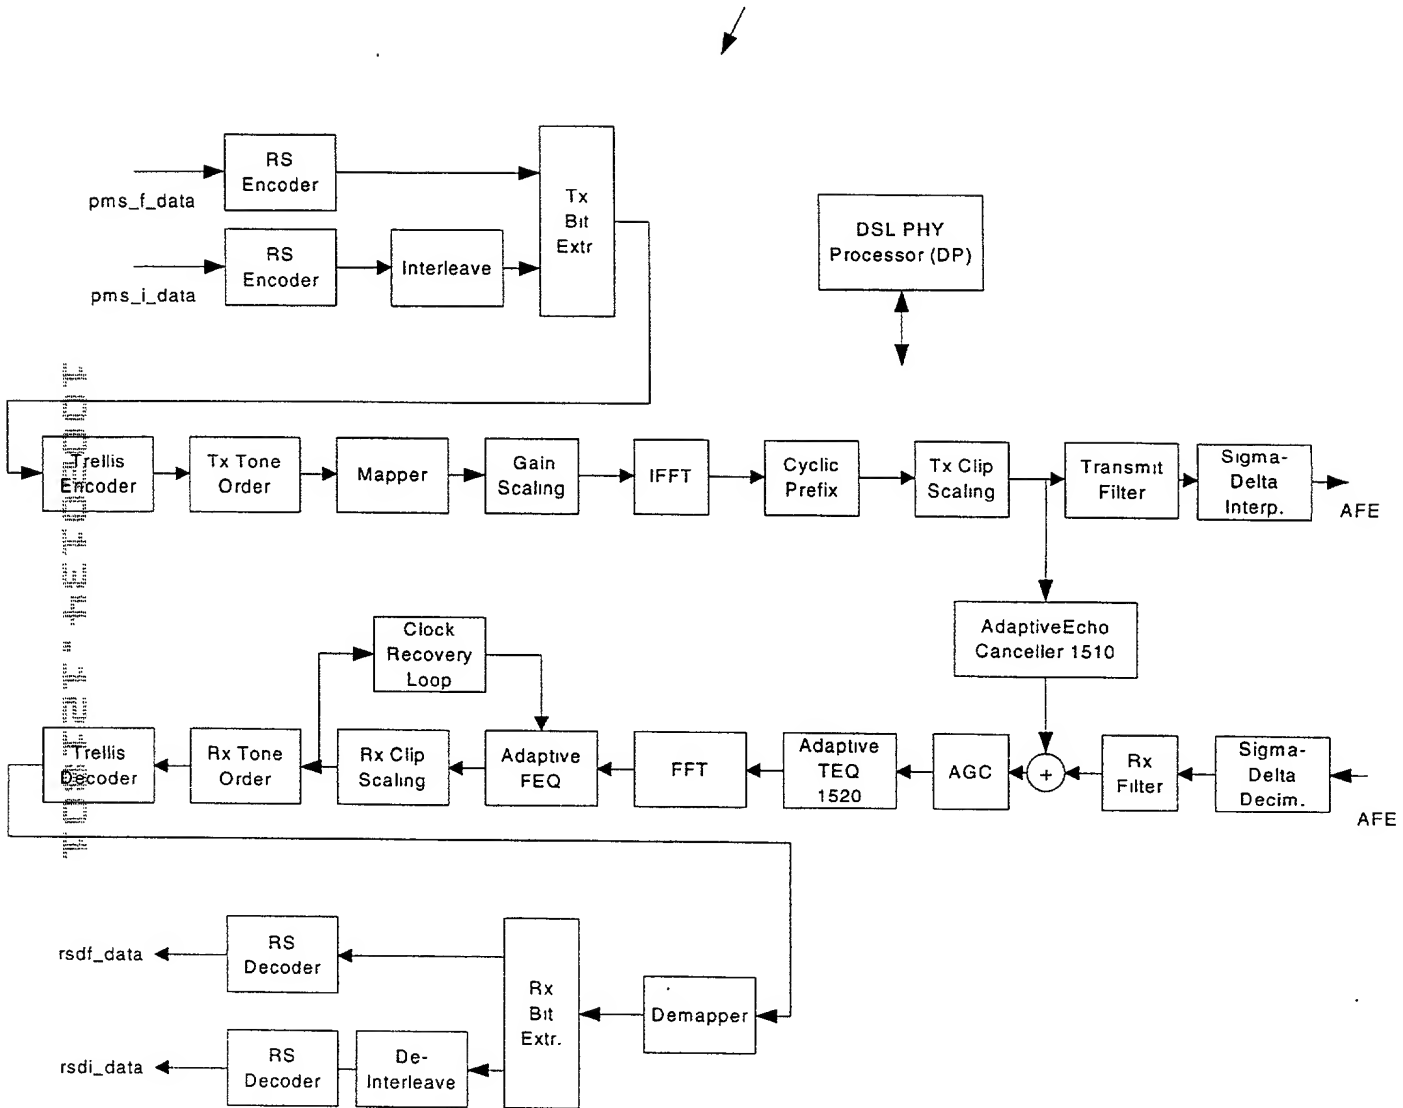 RS
Encoder
pms_f_data
RS
Encoder
pms_i_data
Interleave
Tx
Bit
Extr
DSL PHY
Processor (DP)
Trellis
Encoder
Tx Tone
Order
Mapper
Gain
Scaling
IFFT
Cyclic
Prefix
Tx Clip
Scaling
Transmit
Filter
Sigma-
Delta
Interp.
AFE
AdaptiveEcho
Canceller 1510
Clock
Recovery
Loop
Trellis
Decoder
Rx Tone
Order
Rx Clip
Scaling
Adaptive
FEQ
FFT
Adaptive
TEQ
1520
AGC
+
Rx
Filter
Sigma-
Delta
Decim.
AFE
rsdf_data
RS
Decoder
Rx
Bit
Extr.
Demapper
rsdi_data
RS
Decoder
De-
Interleave